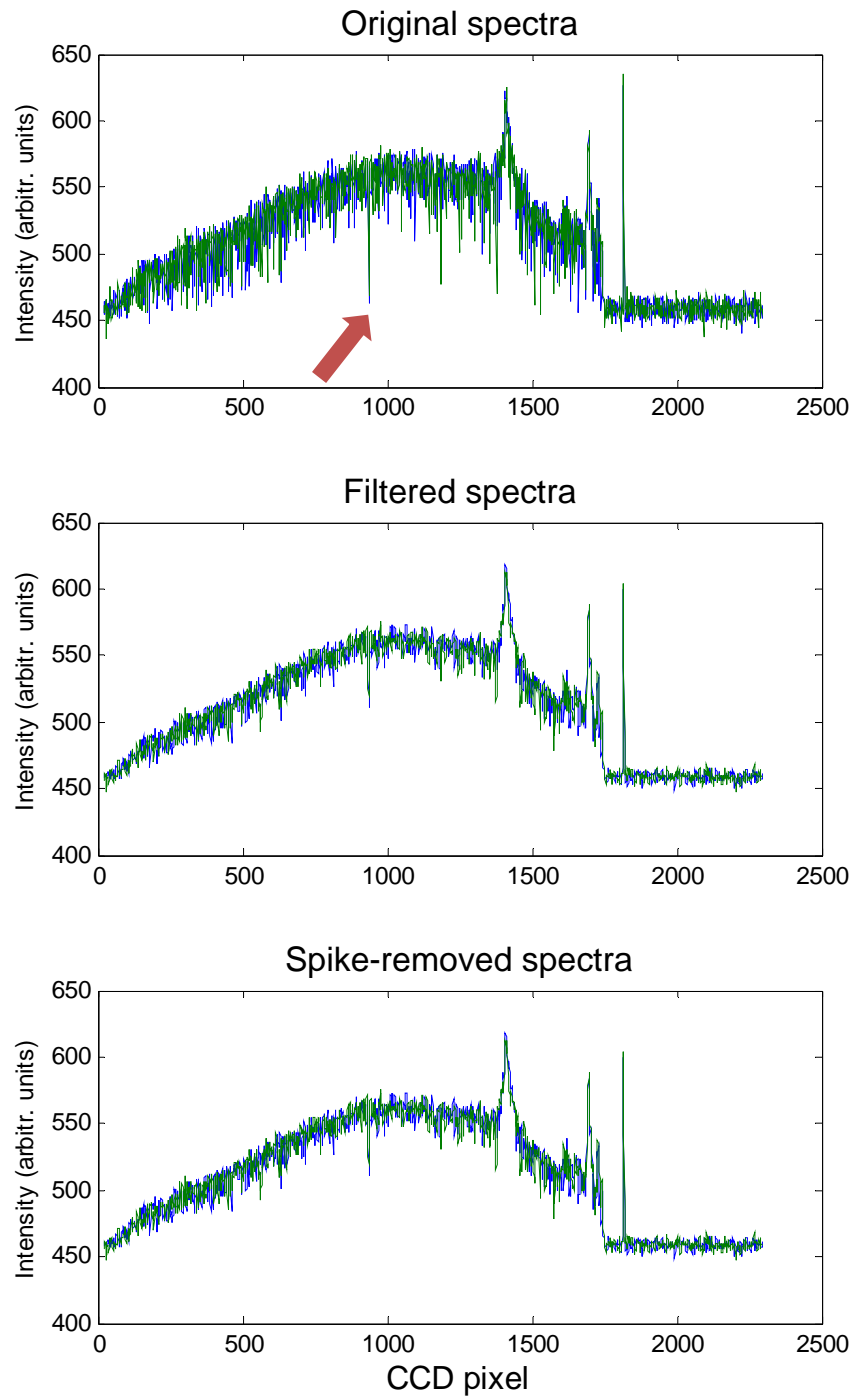 Original spectra
650
600
550
500
450
400
Intensity (arbitr. units)
0 500 1000 1500 2000 2500
Filtered spectra
650
600
550
500
450
400
Intensity (arbitr. units)
0 500 1000 1500 2000 2500
Spike-removed spectra
650
600
550
500
450
400
Intensity (arbitr. units)
0 500 1000 1500 2000 2500
CCD pixel